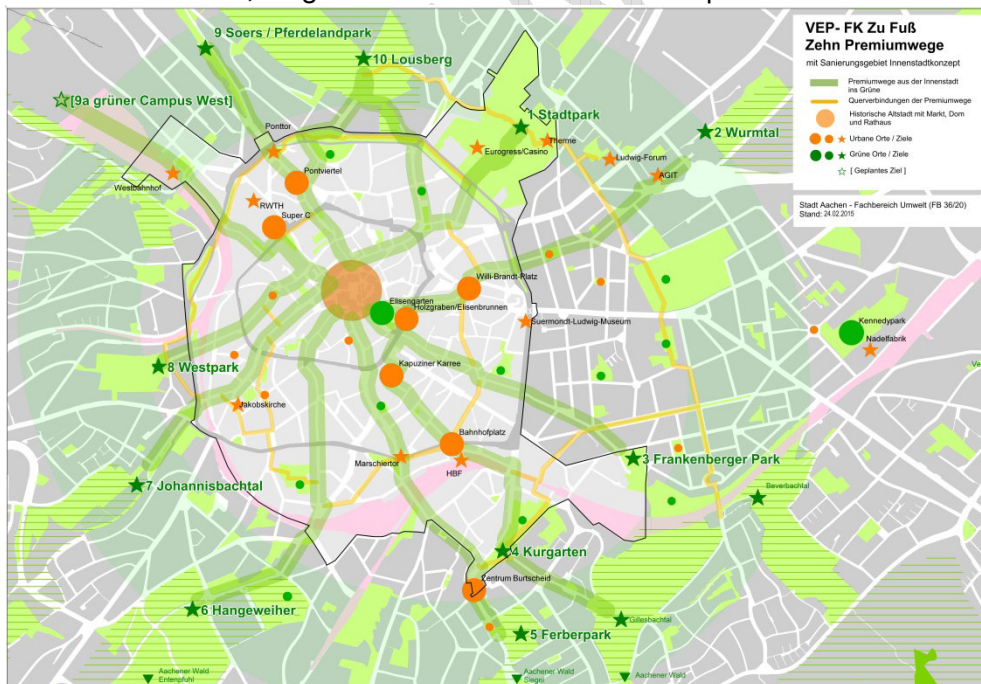 VEP- FK Zu Fuß
Zehn Premiumwege
mit Sanierungsgebiet Innenstadtkonzept
Premiumwege aus der Innenstadt
ins Grüne
Querverbindungen der Premiumwege
Historische Altstadt mit Markt, Dom
und Rathaus
Urbane Orte / Ziele
Grüne Orte / Ziele
[ Geplantes Ziel ]
Stadt Aachen - Fachbereich Umwelt (FB 36/20)
Stand: 24.02.2015
9 Soers / Pferdelandpark
10 Lousberg
[9a grüner Campus West]
1 Stadtpark
2 Wurmtal
Ponttor
Eurogress/Casino
Therme
Ludwig-Forum
AGIT
Westbahnhof
Pontviertel
RWTH
Super C
Willi-Brandt-Platz
Elisengarten
Holzgraben/Elisenbrunnen
Suermondt-Ludwig-Museum
Kennedypark
Nadelfabrik
8 Westpark
Kapuziner Karree
Jakobskirche
Bahnhofplatz
Marschiertor
HBF
3 Frankenberger Park
7 Johannisbachtal
Beverbachtal
4 Kurgarten
Zentrum Burtscheid
6 Hangeweiher
5 Ferberpark
Gillesbachtal
Aachener Wald
Entenpfuhl
Aachener Wald
Siegel
Aachener Wald